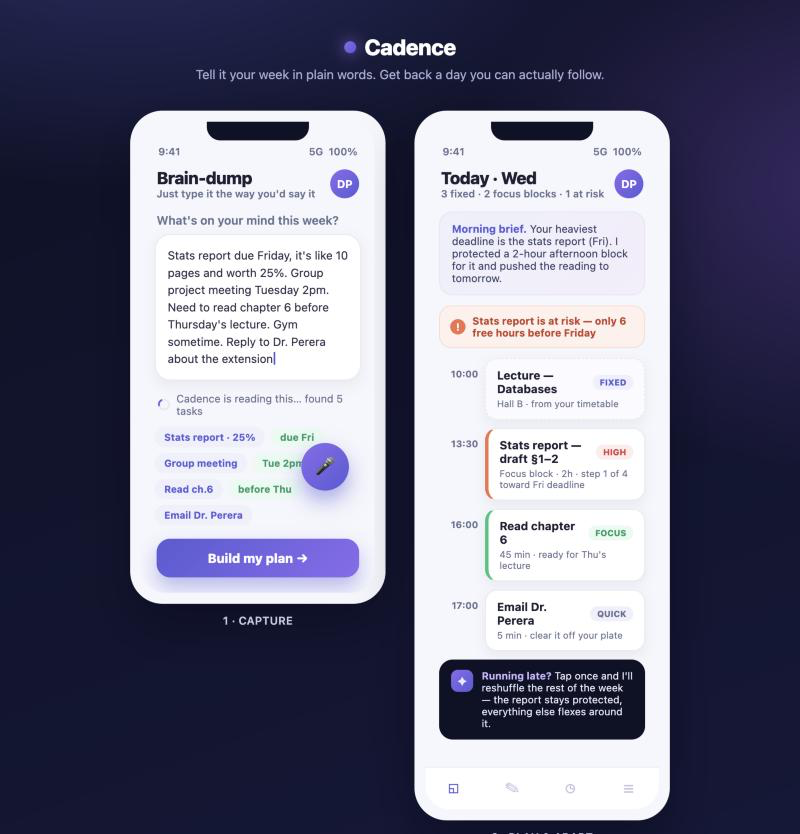 Cadence
Tell it your week in plain words. Get back a day you can actually follow.
9:41
5G 100%
Brain-dump
Just type it the way you'd say it
DP
What's on your mind this week?
Stats report due Friday, it's like 10
pages and worth 25%. Group
project meeting Tuesday 2pm.
Need to read chapter 6 before
Thursday's lecture. Gym
sometime. Reply to Dr. Perera
about the extension
Cadence is reading this... found 5
tasks
Stats report · 25%
due Fri
Group meeting
Tue 2pm
Read ch.6
before Thu
Email Dr. Perera
Build my plan →
1 · CAPTURE
9:41
5G 100%
Today · Wed
3 fixed · 2 focus blocks · 1 at risk
DP
Morning brief. Your heaviest
deadline is the stats report (Fri). I
protected a 2-hour afternoon block
for it and pushed the reading to
tomorrow.
!
Stats report is at risk — only 6
free hours before Friday
10:00
Lecture —
Databases
FIXED
Hall B · from your timetable
13:30
Stats report —
draft §1–2
HIGH
Focus block · 2h · step 1 of 4
toward Fri deadline
16:00
Read chapter
6
FOCUS
45 min · ready for Thu's
lecture
17:00
Email Dr.
Perera
QUICK
5 min · clear it off your plate
Running late? Tap once and I'll
reshuffle the rest of the week
— the report stays protected,
everything else flexes around
it.